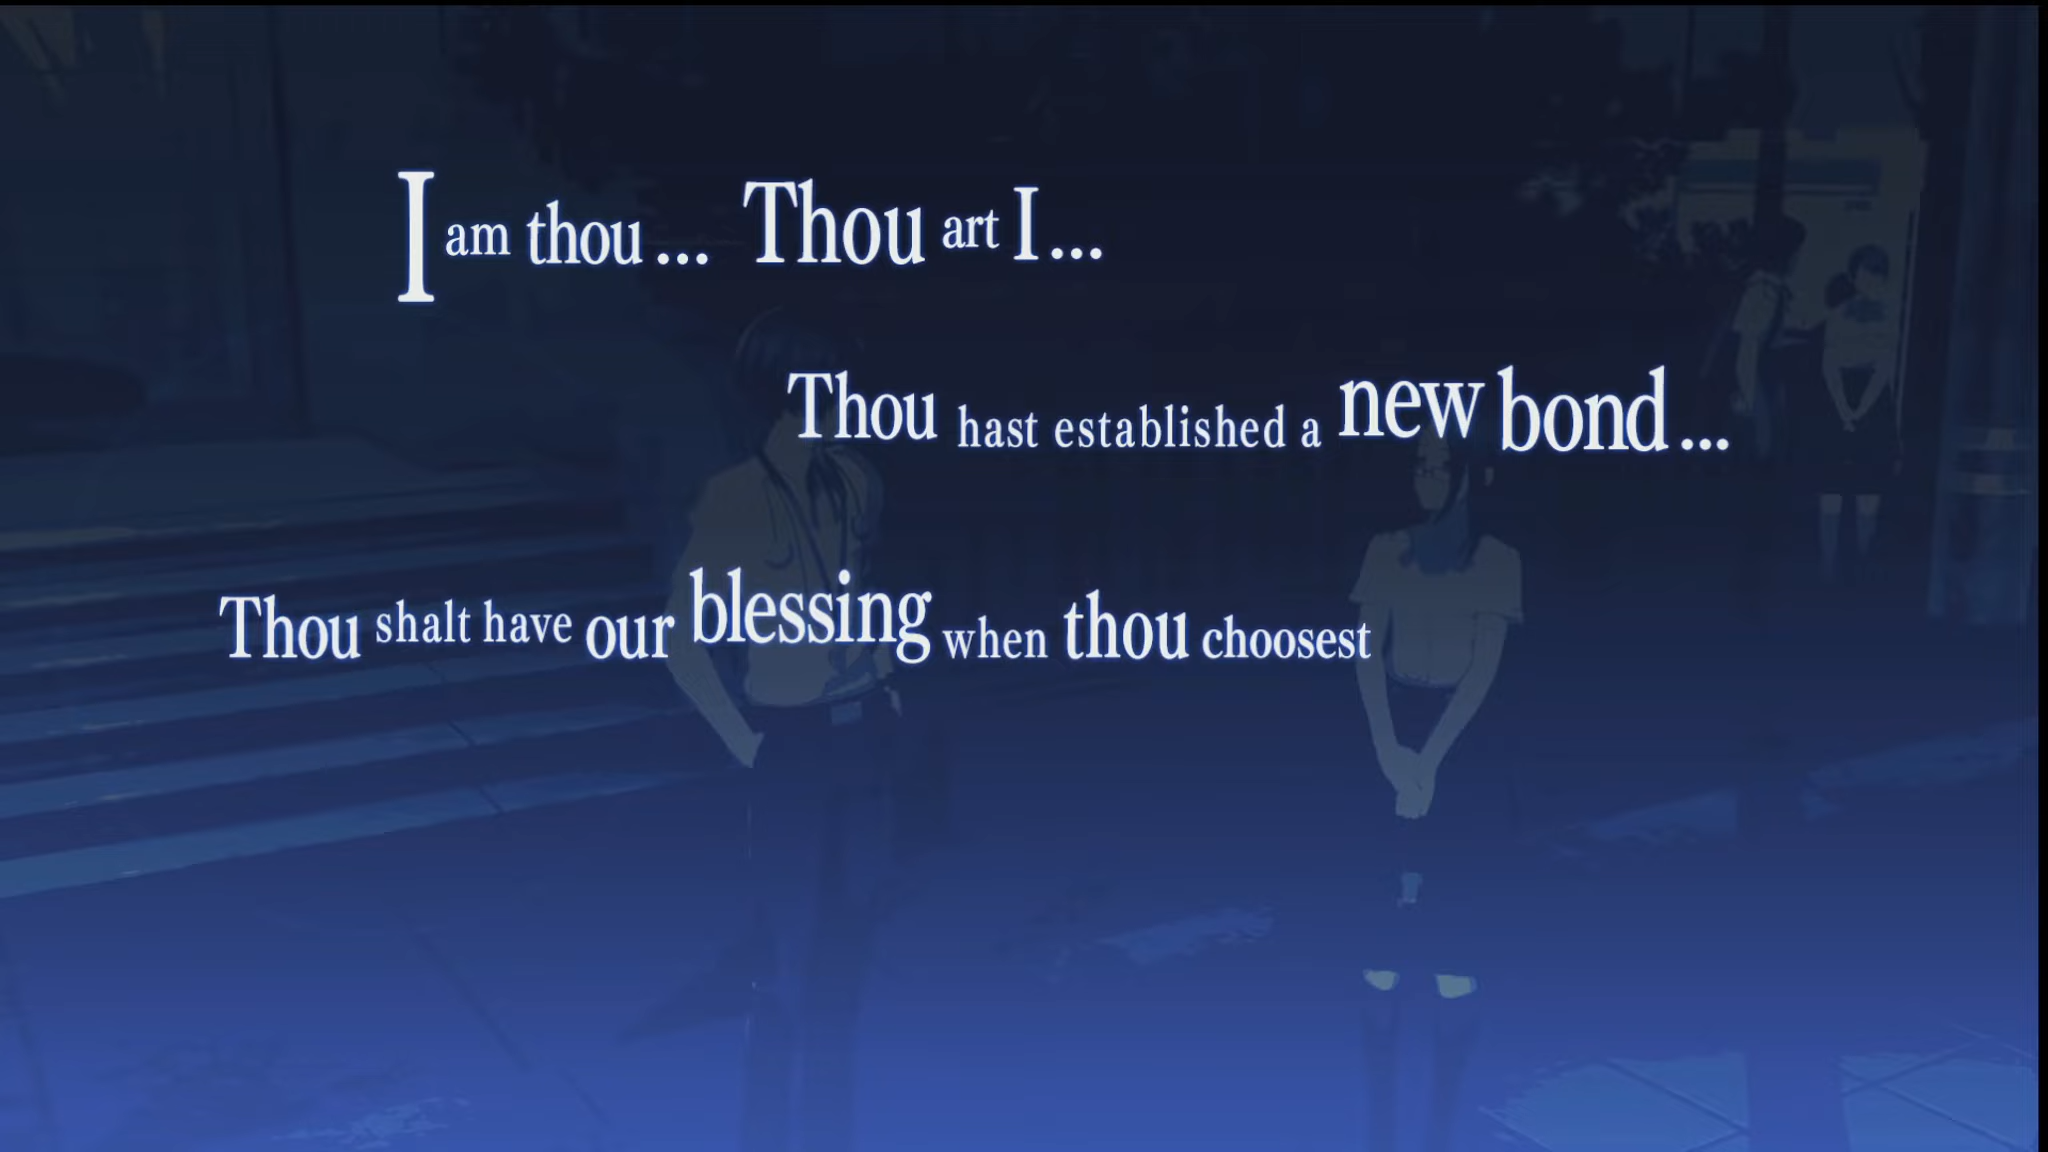 I am thou... Thou art I...
Thou hast established a new bond...
Thou shalt have our blessing when thou choosest